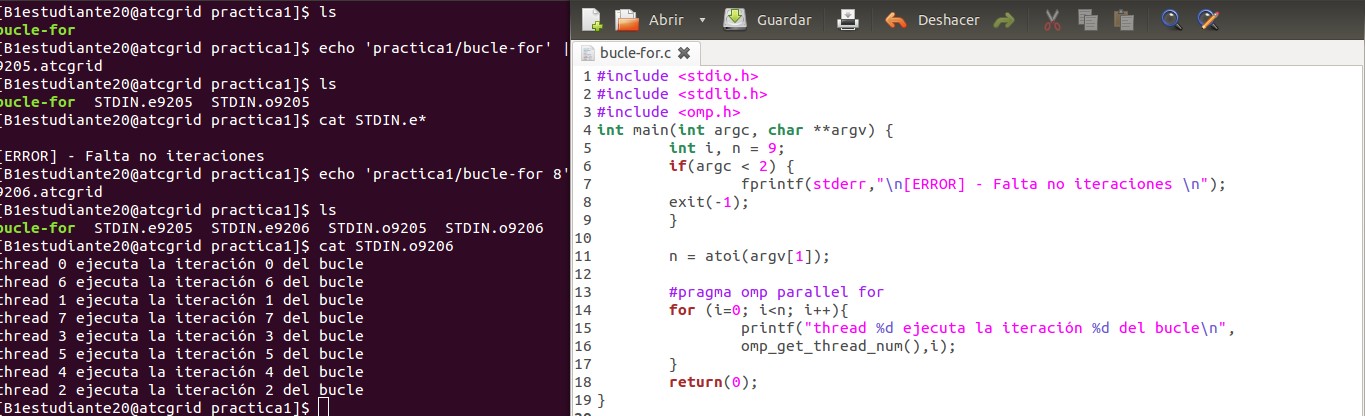 [B1estudiante20@atcgrid practica1]$ ls
bucle-for
[B1estudiante20@atcgrid practica1]$ echo 'practica1/bucle-for' |
9205.atcgrid
[B1estudiante20@atcgrid practica1]$ ls
bucle-for  STDIN.e9205  STDIN.o9205
[B1estudiante20@atcgrid practica1]$ cat STDIN.e*
[ERROR] - Falta no iteraciones
[B1estudiante20@atcgrid practica1]$ echo 'practica1/bucle-for 8'
9206.atcgrid
[B1estudiante20@atcgrid practica1]$ ls
bucle-for  STDIN.e9205  STDIN.e9206  STDIN.o9205  STDIN.o9206
[B1estudiante20@atcgrid practica1]$ cat STDIN.o9206
thread 0 ejecuta la iteración 0 del bucle
thread 6 ejecuta la iteración 6 del bucle
thread 1 ejecuta la iteración 1 del bucle
thread 7 ejecuta la iteración 7 del bucle
thread 3 ejecuta la iteración 3 del bucle
thread 5 ejecuta la iteración 5 del bucle
thread 4 ejecuta la iteración 4 del bucle
thread 2 ejecuta la iteración 2 del bucle
[B1estudiante20@atcgrid practica1]$
Abrir Guardar Deshacer
bucle-for.c
1 #include <stdio.h>
2 #include <stdlib.h>
3 #include <omp.h>
4 int main(int argc, char **argv) {
5         int i, n = 9;
6         if(argc < 2) {
7                 fprintf(stderr,"\n[ERROR] - Falta no iteraciones \n");
8         exit(-1);
9         }
10
11         n = atoi(argv[1]);
12
13         #pragma omp parallel for
14         for (i=0; i<n; i++){
15                 printf("thread %d ejecuta la iteración %d del bucle\n",
16                 omp_get_thread_num(),i);
17         }
18         return(0);
19 }